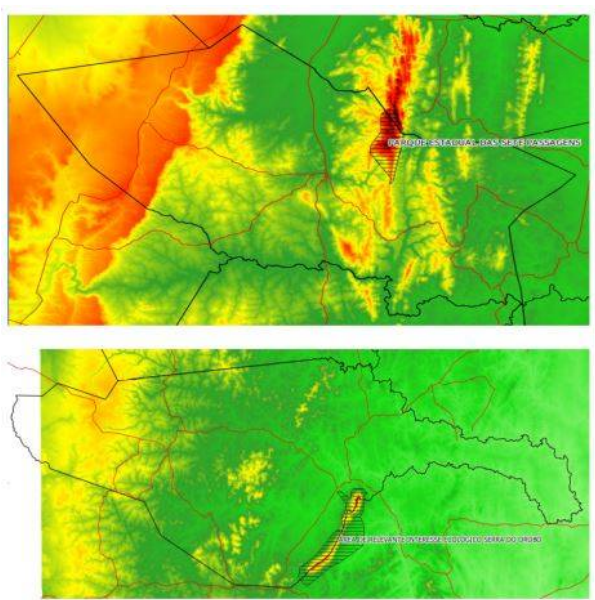 PARQUE ESTADUAL DAS SETE PASSAGENS
ÁREA DE RELEVANTE INTERESSE ECOLÓGICO SERRA DO OROBÓ